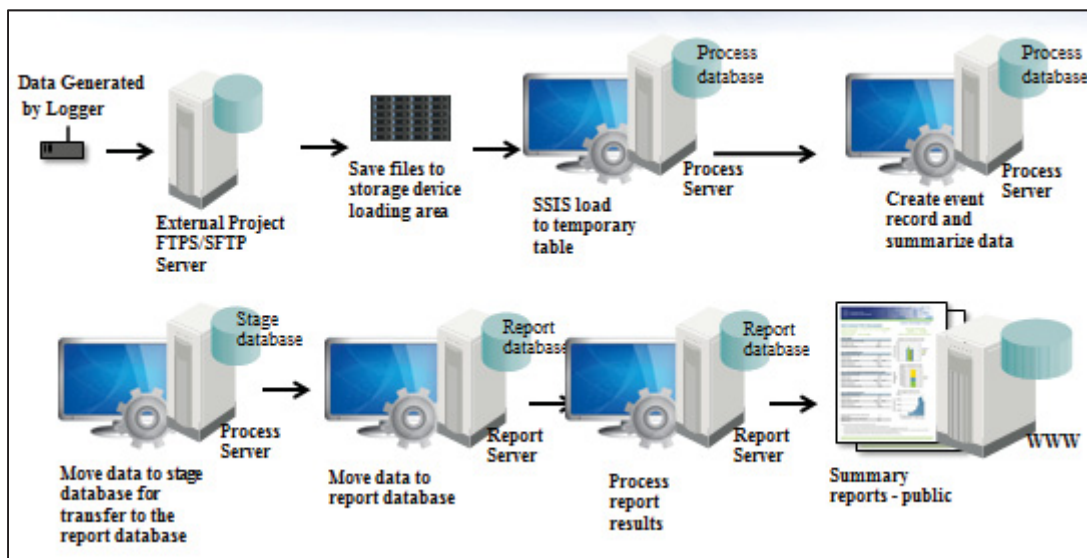 Data Generated
by Logger
External Project
FTPS/SFTP
Server
Save files to
storage device
loading area
Process
database
Process
Server
SSIS load
to temporary
table
Process
database
Process
Server
Create event
record and
summarize data
Stage
database
Process
Server
Move data to stage
database for
transfer to the
report database
Report
database
Report
Server
Move data to
report database
Report
database
Report
Server
Process
report
results
WWW
Summary
reports - public